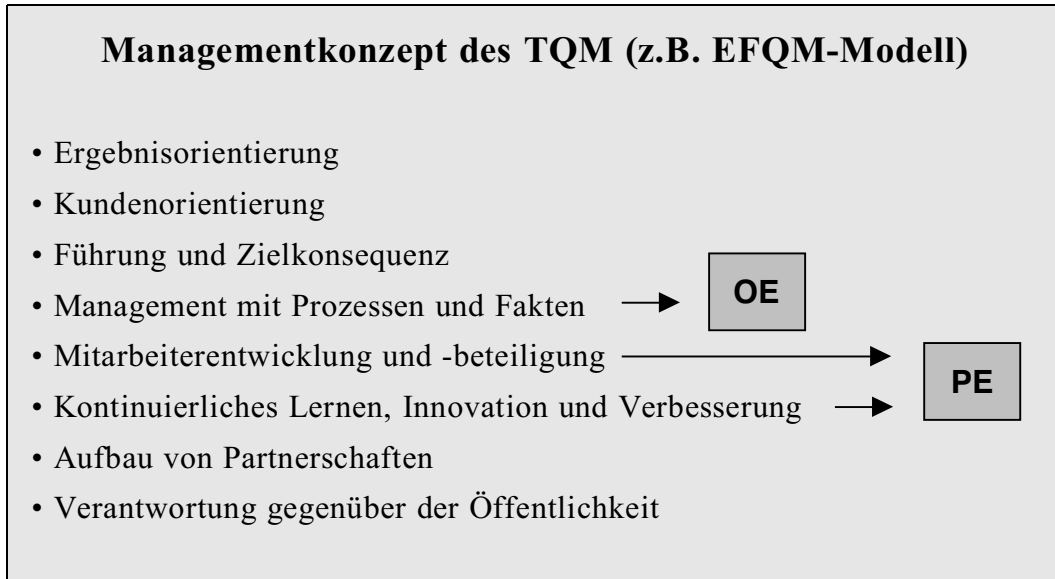 Managementkonzept des TQM (z.B. EFQM-Modell)
• Ergebnisorientierung
• Kundenorientierung
• Führung und Zielkonsequenz
• Management mit Prozessen und Fakten
OE
• Mitarbeiterentwicklung und -beteiligung
PE
• Kontinuierliches Lernen, Innovation und Verbesserung
• Aufbau von Partnerschaften
• Verantwortung gegenüber der Öffentlichkeit